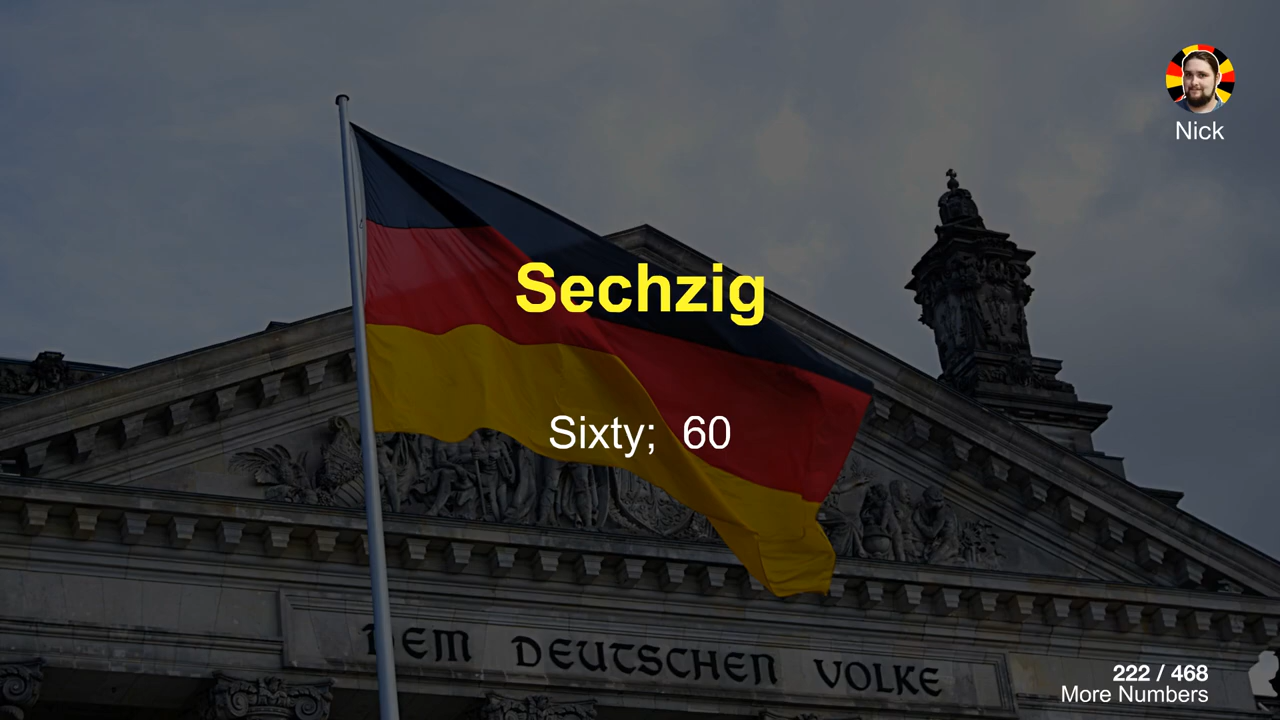 Nick
Sechzig
Sixty; 60
DEM DEUTSCHEN VOLKE
222 / 468
More Numbers